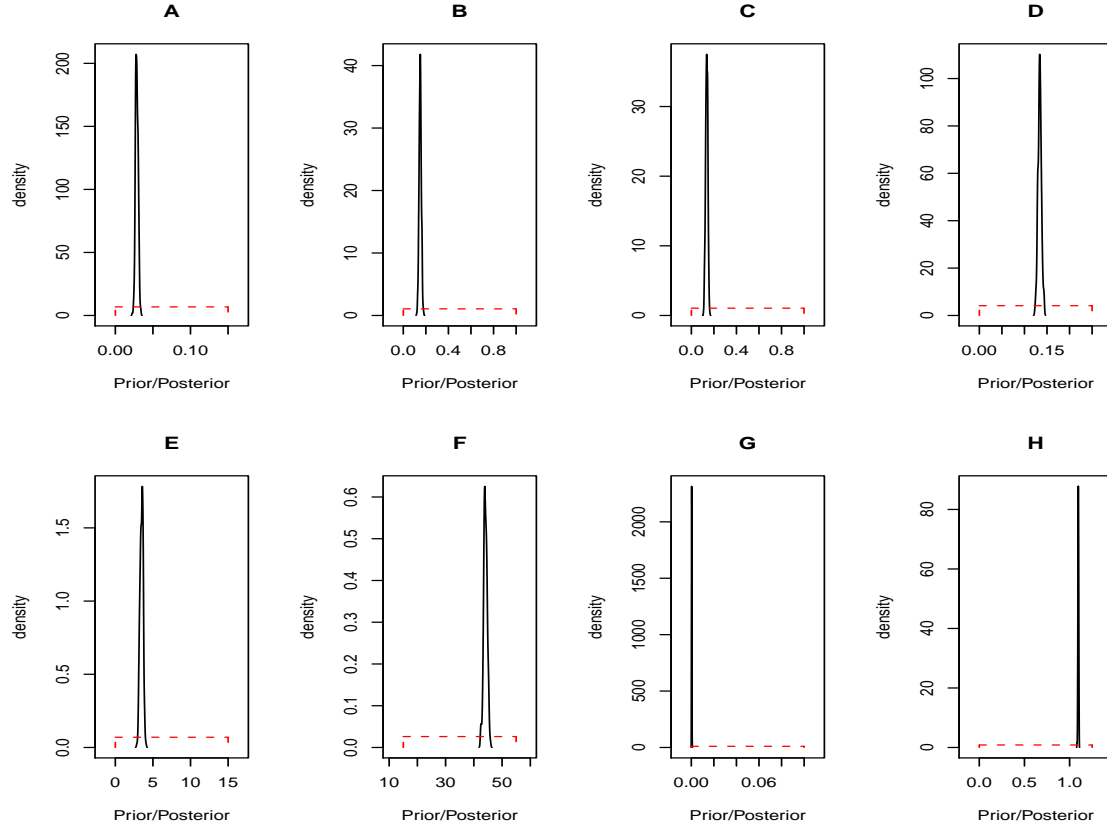 A B C D
density 0 50 100 150 200
0.00 0.10
Prior/Posterior
density 0 10 20 30 40
0.0 0.4 0.8
Prior/Posterior
density 0 10 20 30
0.0 0.4 0.8
Prior/Posterior
density 0 20 40 60 80 100
0.00 0.15
Prior/Posterior
E F G H
density 0.0 0.5 1.0 1.5
0 5 10 15
Prior/Posterior
density 0.0 0.1 0.2 0.3 0.4 0.5 0.6
10 30 50
Prior/Posterior
density 0 500 1000 1500 2000
0.00 0.06
Prior/Posterior
density 0 20 40 60 80
0.0 0.5 1.0
Prior/Posterior